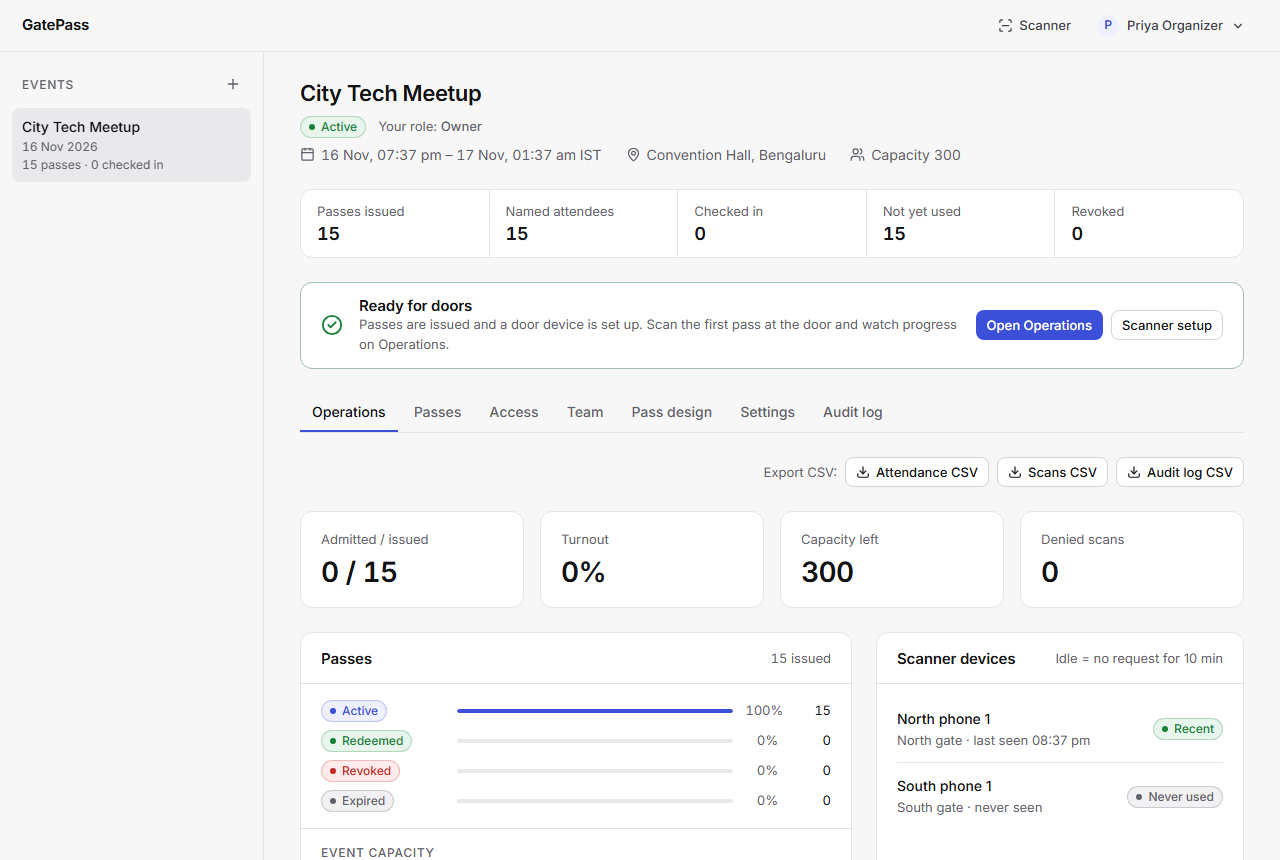 GatePass
Scanner
P
Priya Organizer
EVENTS
City Tech Meetup
16 Nov 2026
15 passes · 0 checked in
City Tech Meetup
Active
Your role: Owner
16 Nov, 07:37 pm – 17 Nov, 01:37 am IST
Convention Hall, Bengaluru
Capacity 300
Passes issued
15
Named attendees
15
Checked in
0
Not yet used
15
Revoked
0
Ready for doors
Passes are issued and a door device is set up. Scan the first pass at the door and watch progress
on Operations.
Open Operations
Scanner setup
Operations
Passes
Access
Team
Pass design
Settings
Audit log
Export CSV:
Attendance CSV
Scans CSV
Audit log CSV
Admitted / issued
0 / 15
Turnout
0%
Capacity left
300
Denied scans
0
Passes
15 issued
Active 100% 15
Redeemed 0% 0
Revoked 0% 0
Expired 0% 0
EVENT CAPACITY
Scanner devices
Idle = no request for 10 min
North phone 1
North gate · last seen 08:37 pm
Recent
South phone 1
South gate · never seen
Never used